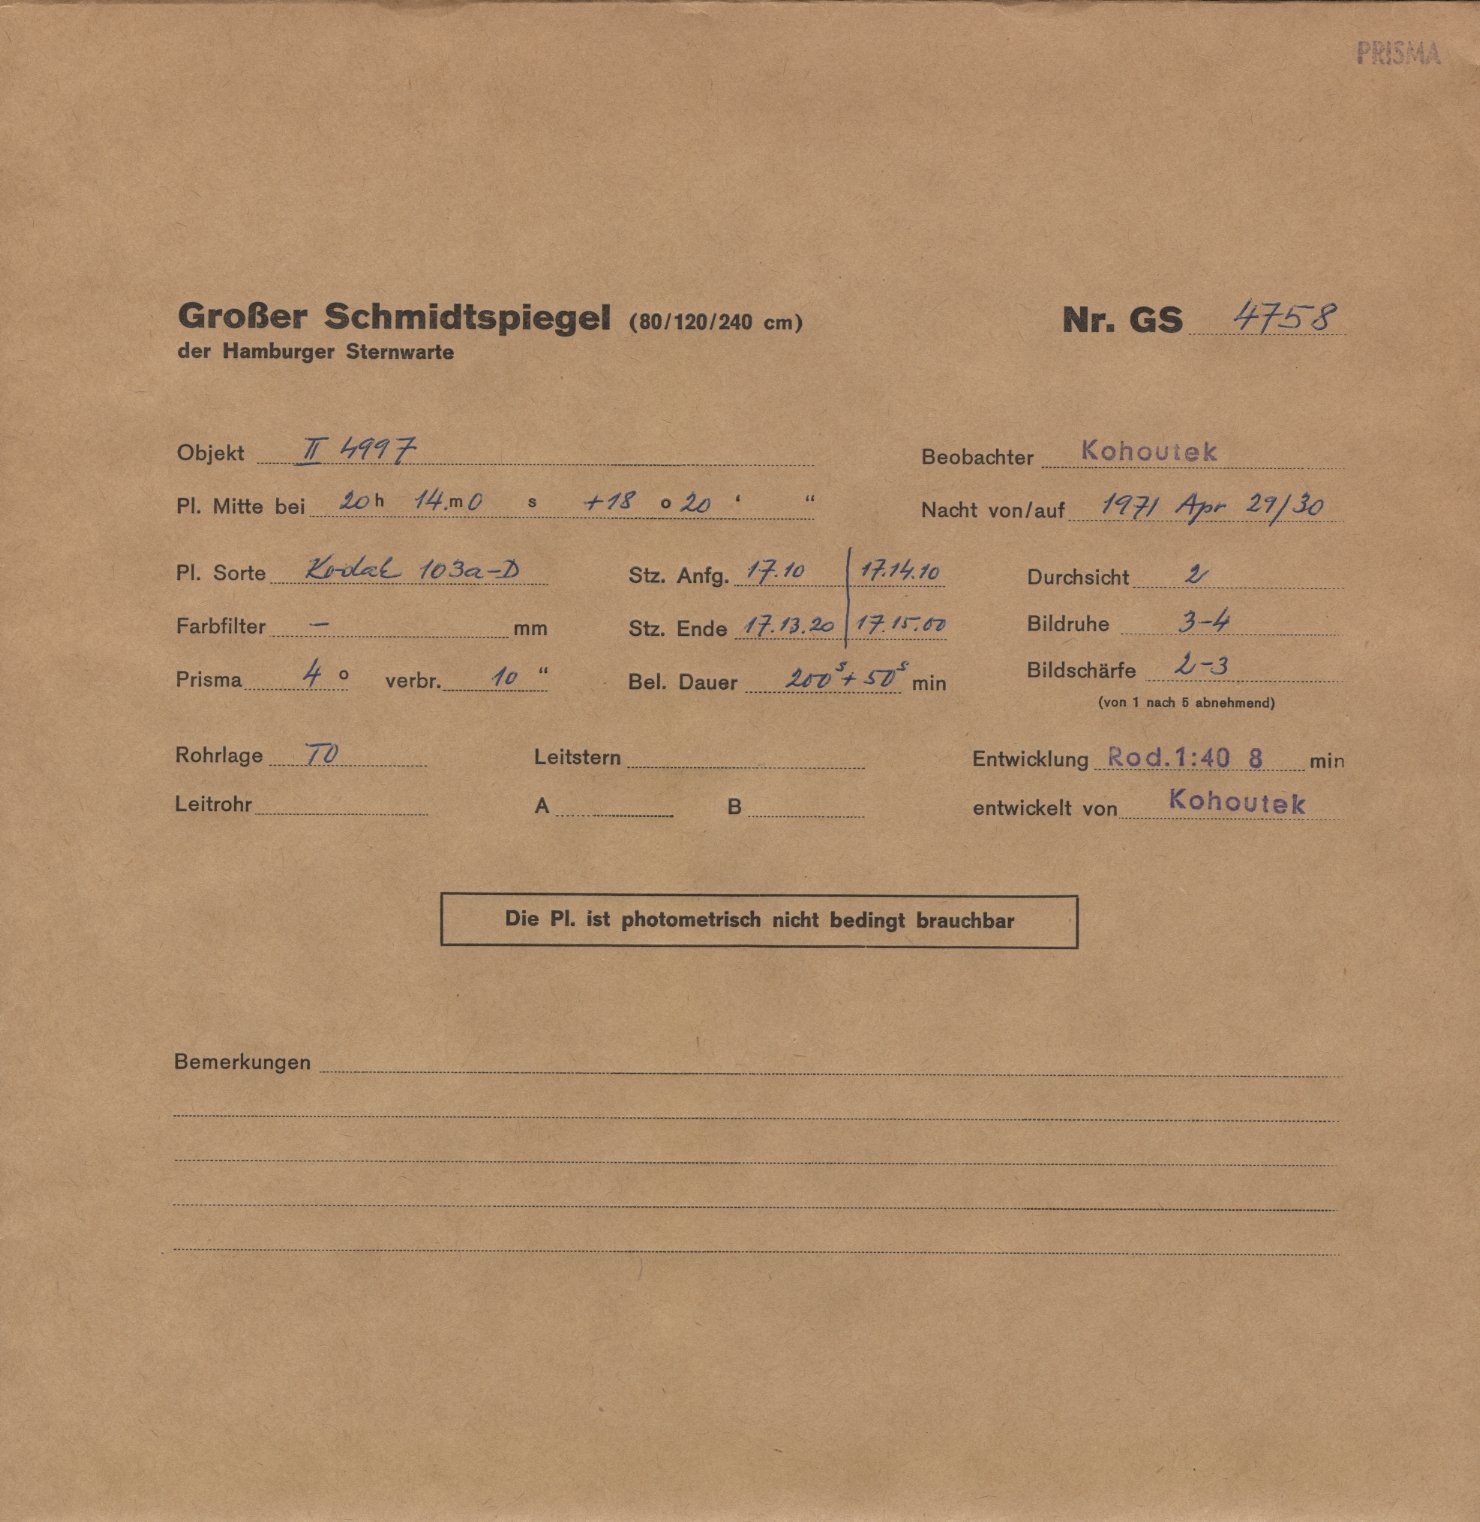 PRISMA
Großer Schmidtspiegel (80/120/240 cm) Nr. GS 4758
der Hamburger Sternwarte
Objekt II 4997 Beobachter Kohoutek
Pl. Mitte bei 20 h 14. m 0 s +18 o 20 ‘ “ Nacht von/auf 1971 Apr 29/30
Pl. Sorte Kodak 103a-D Stz. Anfg. 17.10 | 17.14.10 Durchsicht 2
Farbfilter — mm Stz. Ende 17.13.20 | 17.15.00 Bildruhe 3-4
Prisma 4 o verbr. 10 “ Bel. Dauer 200s + 50s min Bildschärfe 2-3
(von 1 nach 5 abnehmend)
Rohrlage TO Leitstern Entwicklung Rod.1:40 8 min
Leitrohr A B entwickelt von Kohoutek
Die Pl. ist photometrisch nicht bedingt brauchbar
Bemerkungen